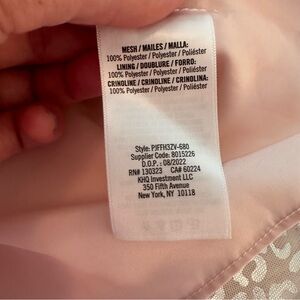 MESH / MAILES / MALLA:
100% Polyester / Polyester / Poliéster
LINING / DOUBLURE / FORRO:
100% Polyester / Polyester / Poliéster
CRINOLINE / CRINOLINE / CRINOLINA:
100% Polyester / Polyester / Poliéster
Style: PJFFH3ZV-680
Supplier Code: 8015226
D.O.P. : 08/2022
RN# 130323 CA# 60224
KHQ Investment LLC
350 Fifth Avenue
New York, NY 10118